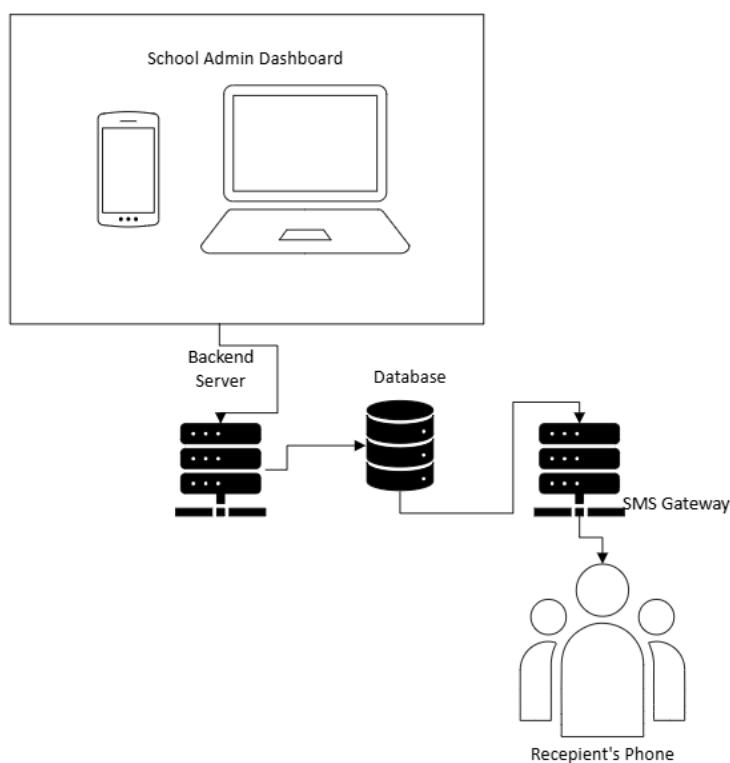 School Admin Dashboard
Backend
Server
Database
SMS Gateway
Recepient's Phone